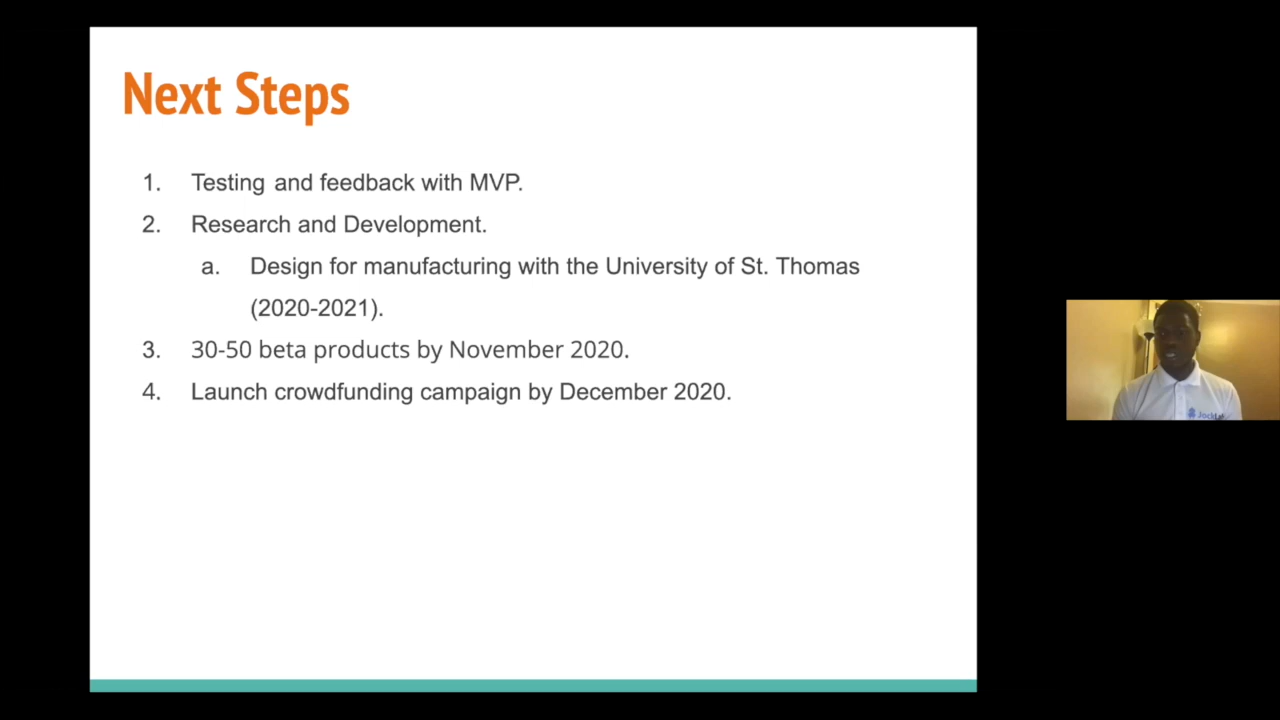 Next Steps
1. Testing and feedback with MVP.
2. Research and Development.
a. Design for manufacturing with the University of St. Thomas
(2020-2021).
3. 30-50 beta products by November 2020.
4. Launch crowdfunding campaign by December 2020.